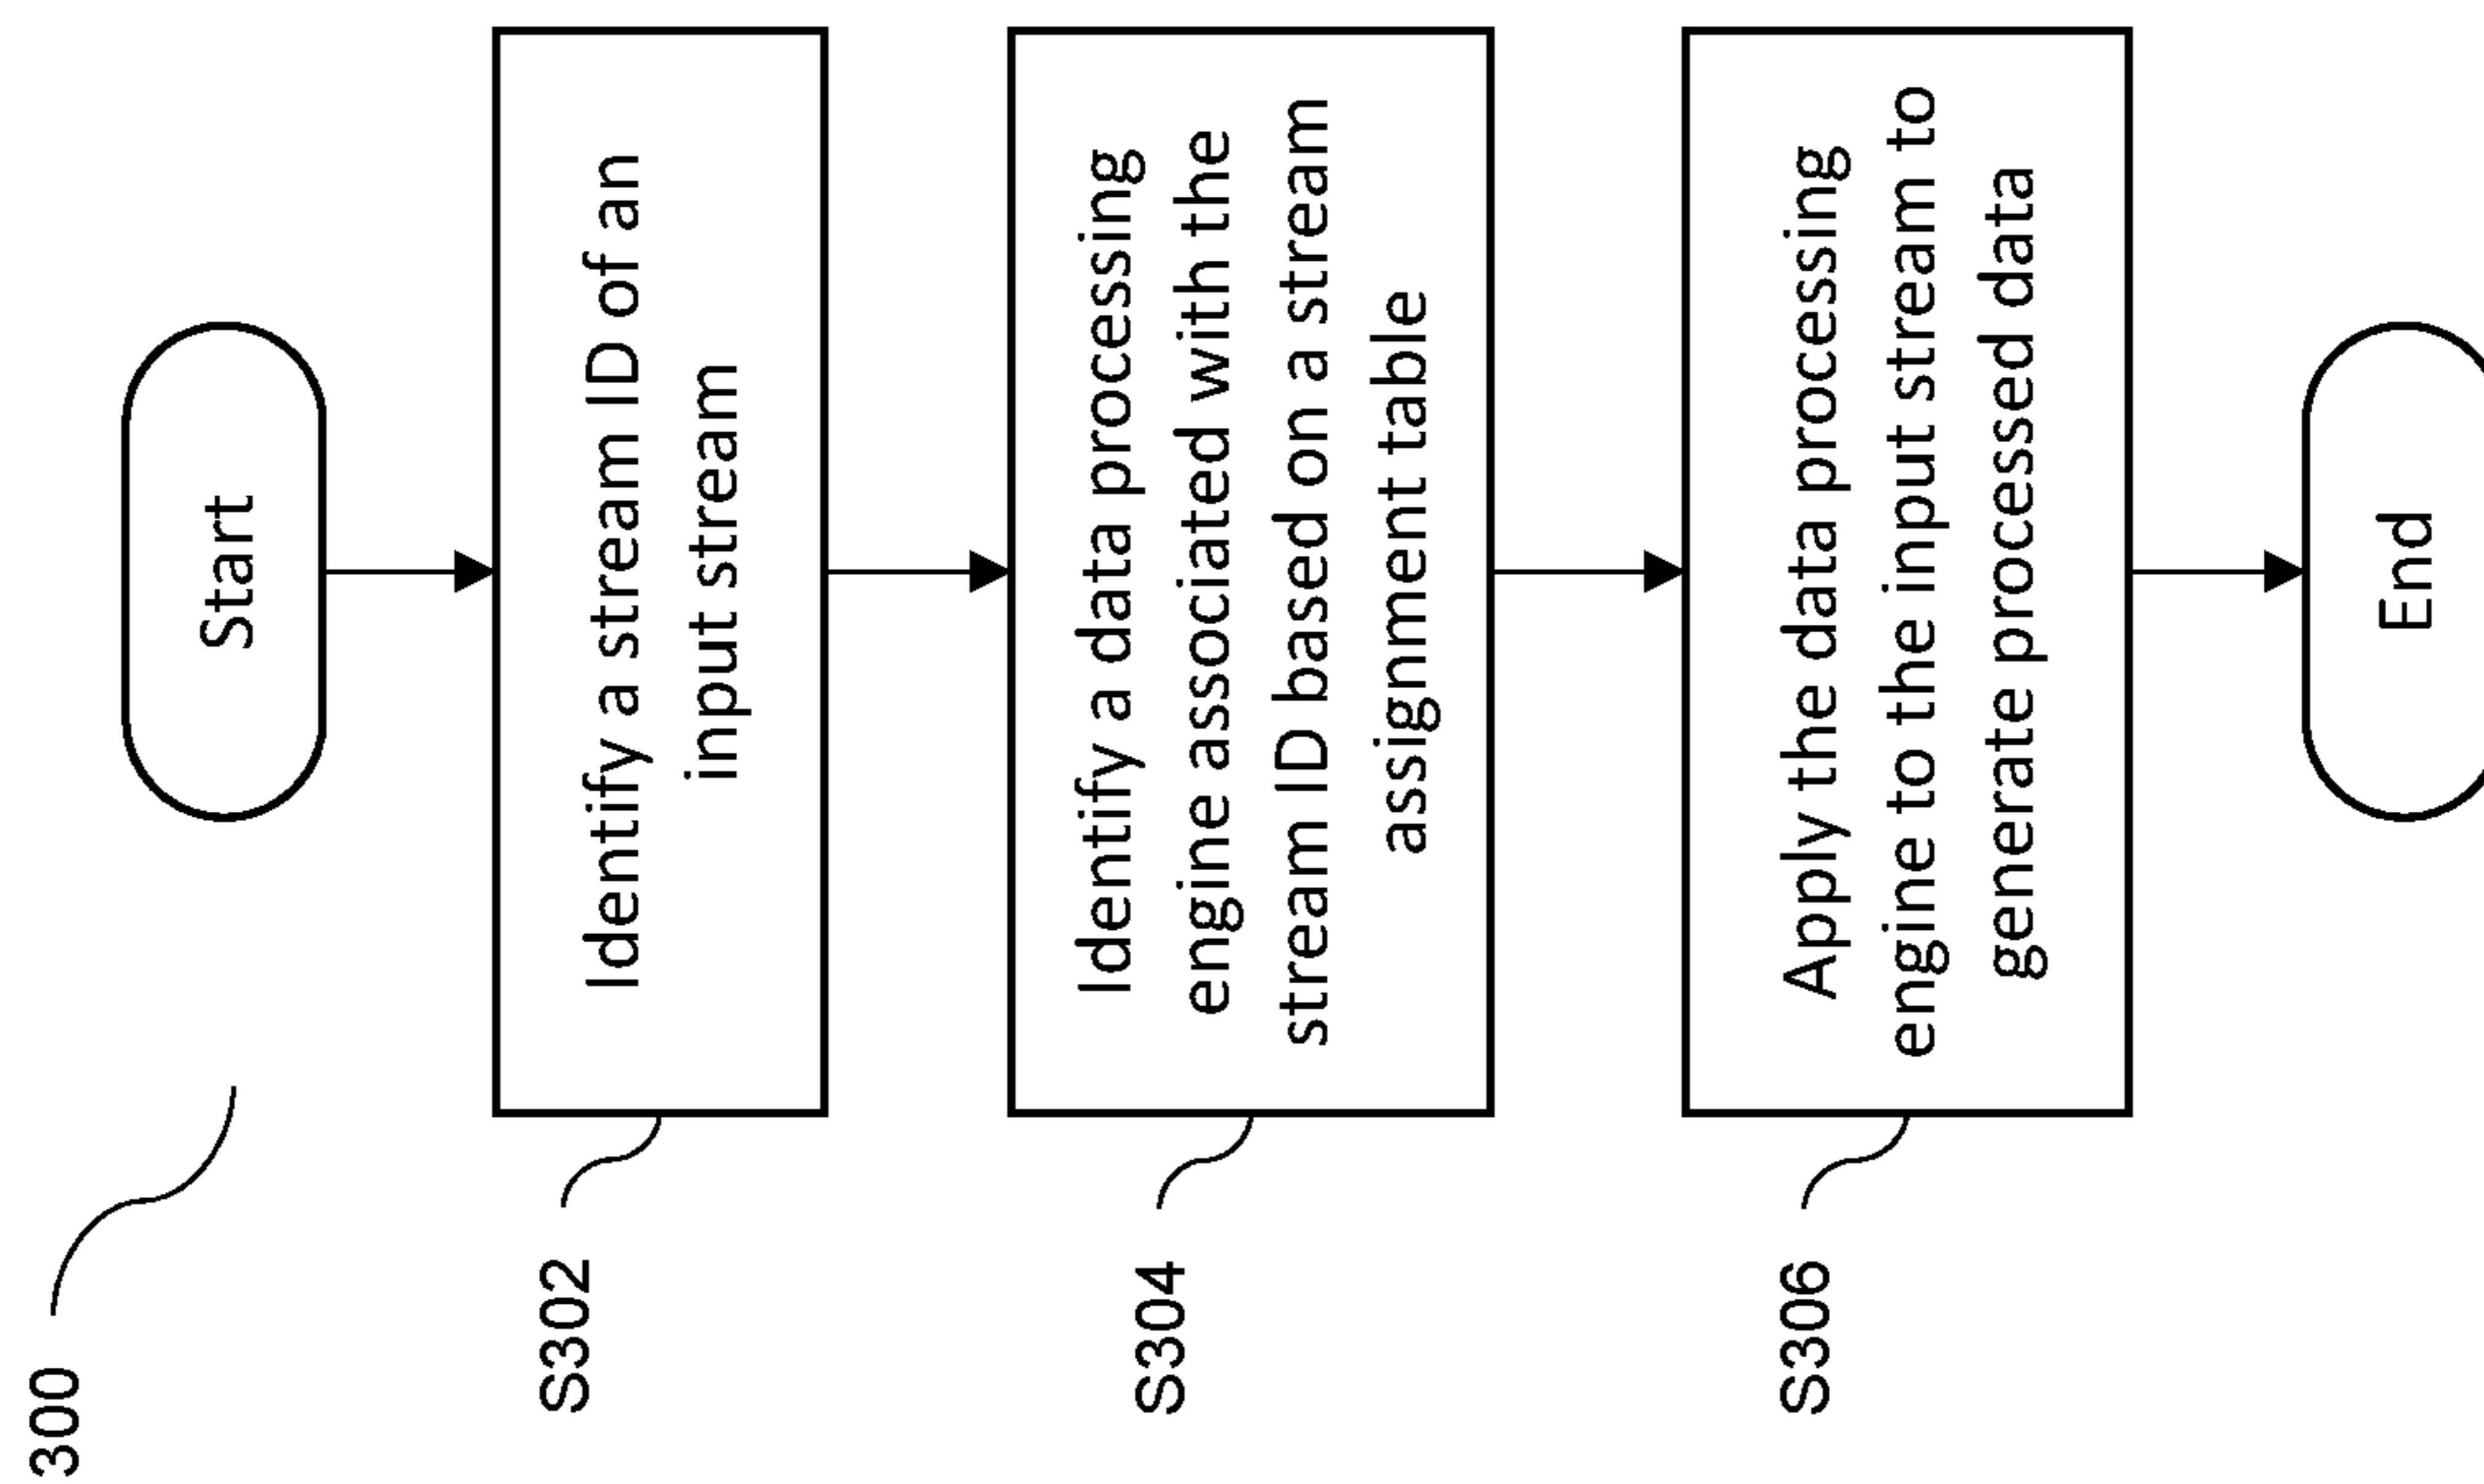 300
Start
S302
Identify a stream ID of an
input stream
S304
Identify a data processing
engine associated with the
stream ID based on a stream
assignment table
S306
Apply the data processing
engine to the input stream to
generate processed data
End